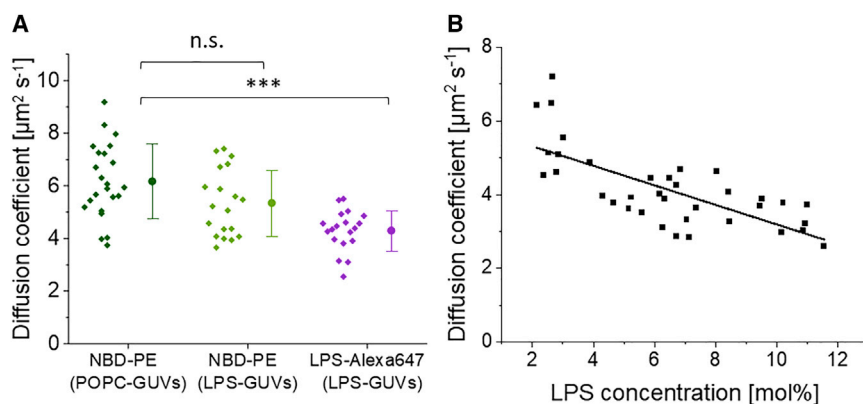 A
n.s.
***
Diffusion coefficient [µm² s⁻¹]
10
8
6
4
2
0
NBD-PE
(POPC-GUVs)
NBD-PE
(LPS-GUVs)
LPS-Alexa647
(LPS-GUVs)
B
Diffusion coefficient [µm² s⁻¹]
8
6
4
2
0
2
4
6
8
10
12
LPS concentration [mol%]